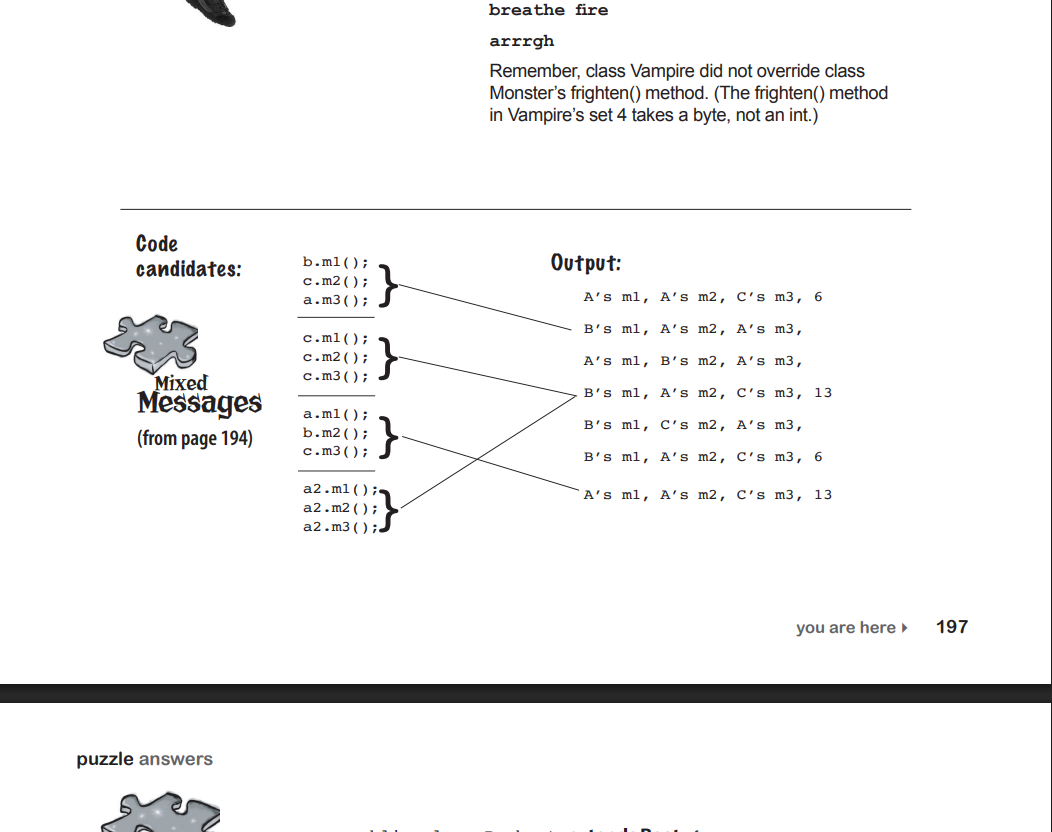 breathe fire
arrrgh
Remember, class Vampire did not override class
Monster's frighten() method. (The frighten() method
in Vampire's set 4 takes a byte, not an int.)
Code
candidates:
Mixed
Messages
(from page 194)
b.m1();
c.m2();
a.m3();
c.m1();
c.m2();
c.m3();
a.m1();
b.m2();
c.m3();
a2.m1();
a2.m2();
a2.m3();
Output:
A's m1, A's m2, C's m3, 6
B's m1, A's m2, A's m3,
A's m1, B's m2, A's m3,
B's m1, A's m2, C's m3, 13
B's m1, C's m2, A's m3,
B's m1, A's m2, C's m3, 6
A's m1, A's m2, C's m3, 13
you are here 197
puzzle answers